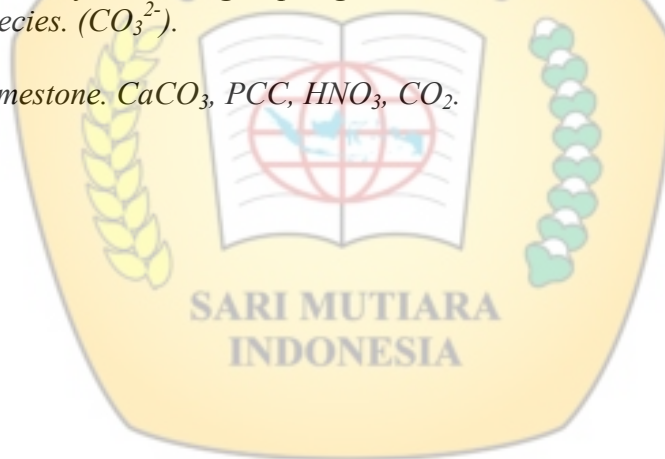 ecies. (CO₃²⁻).
mestone. CaCO₃, PCC, HNO₃, CO₂.
SARI MUTIARA
INDONESIA